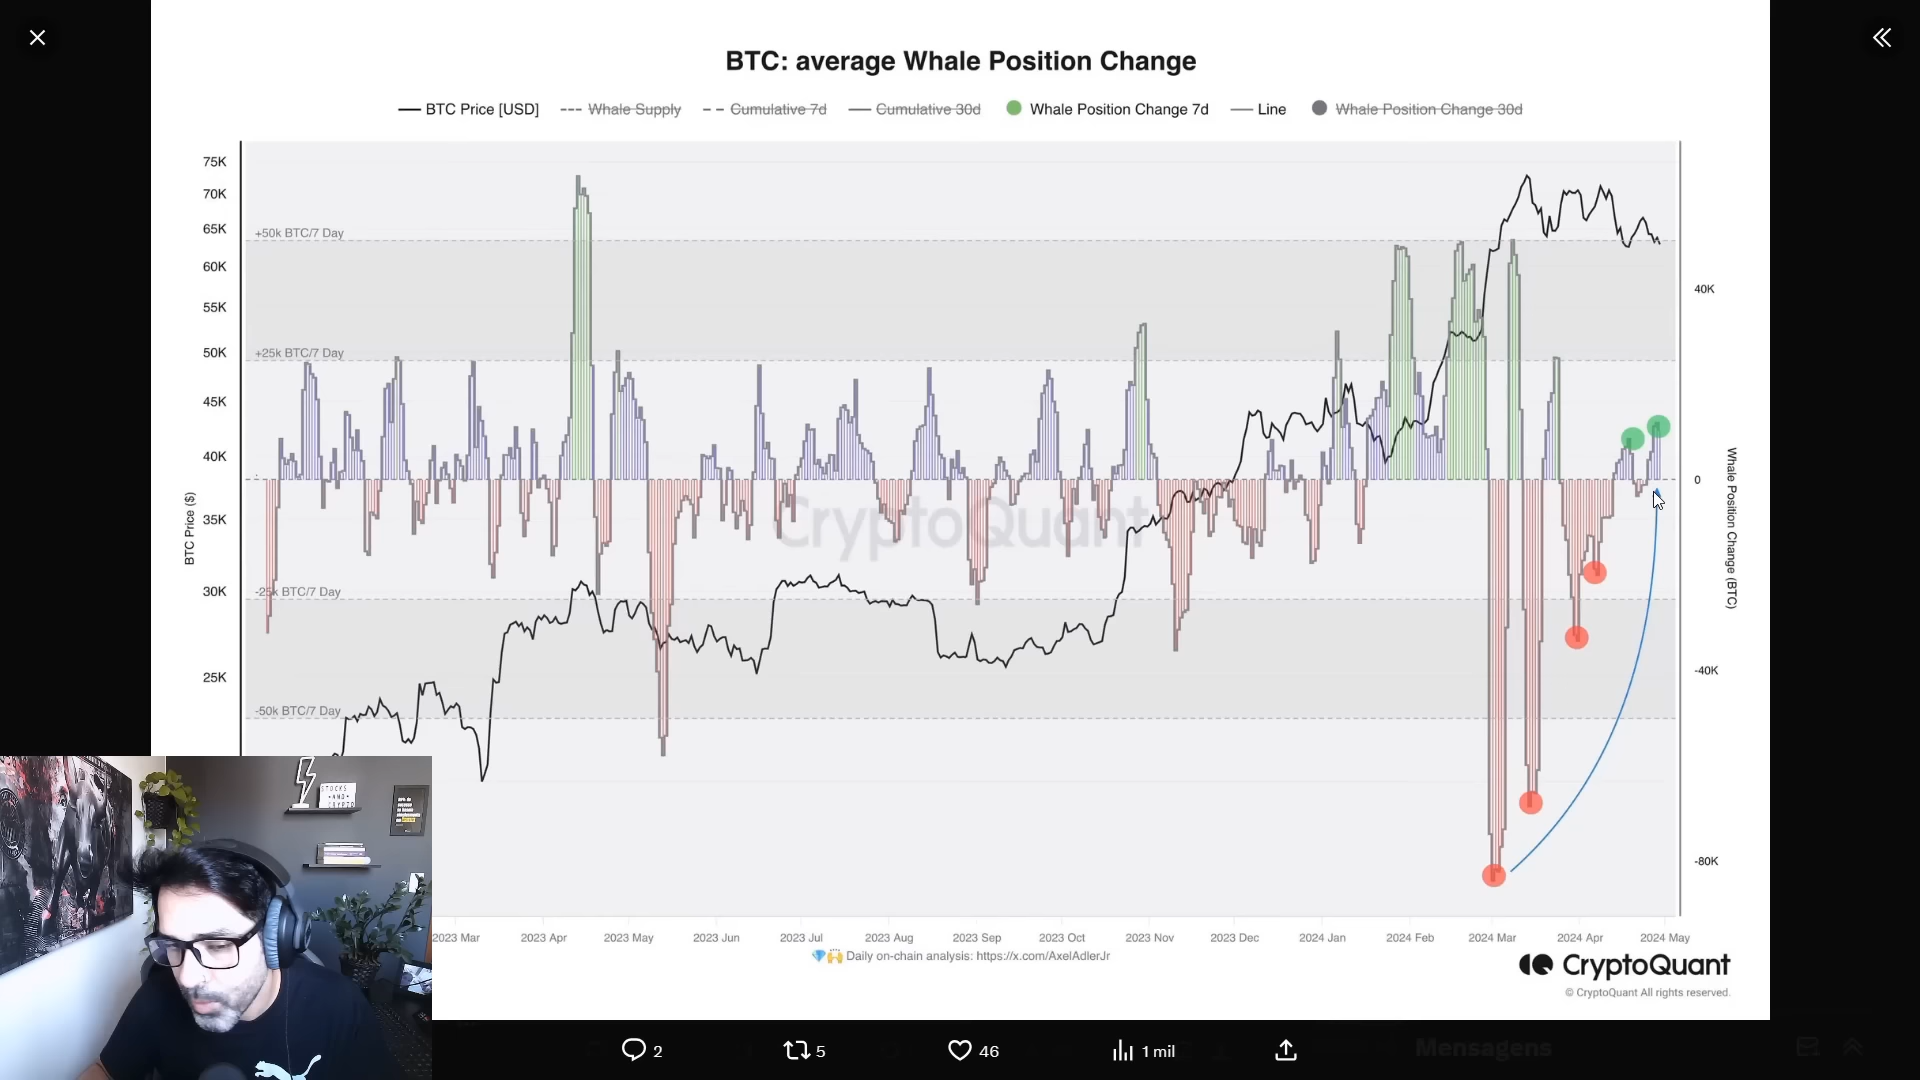 BTC: average Whale Position Change
BTC Price [USD] Whale Supply Cumulative 7d Cumulative 30d Whale Position Change 7d Line Whale Position Change 30d
75K
70K
65K
60K
55K
50K
45K
40K
35K
30K
25K
BTC Price ($)
+50k BTC/7 Day
+25k BTC/7 Day
-25k BTC/7 Day
-50k BTC/7 Day
CryptoQuant
40K
0
-40K
-80K
Whale Position Change (BTC)
2023 Mar 2023 Apr 2023 May 2023 Jun 2023 Jul 2023 Aug 2023 Sep 2023 Oct 2023 Nov 2023 Dec 2024 Jan 2024 Feb 2024 Mar 2024 Apr 2024 May
Daily on-chain analysis: https://x.com/AxelAdlerJr
CryptoQuant
© CryptoQuant All rights reserved.
STOCKS
AND
CRYPTO
2 5 46 1 mil
Mensagens